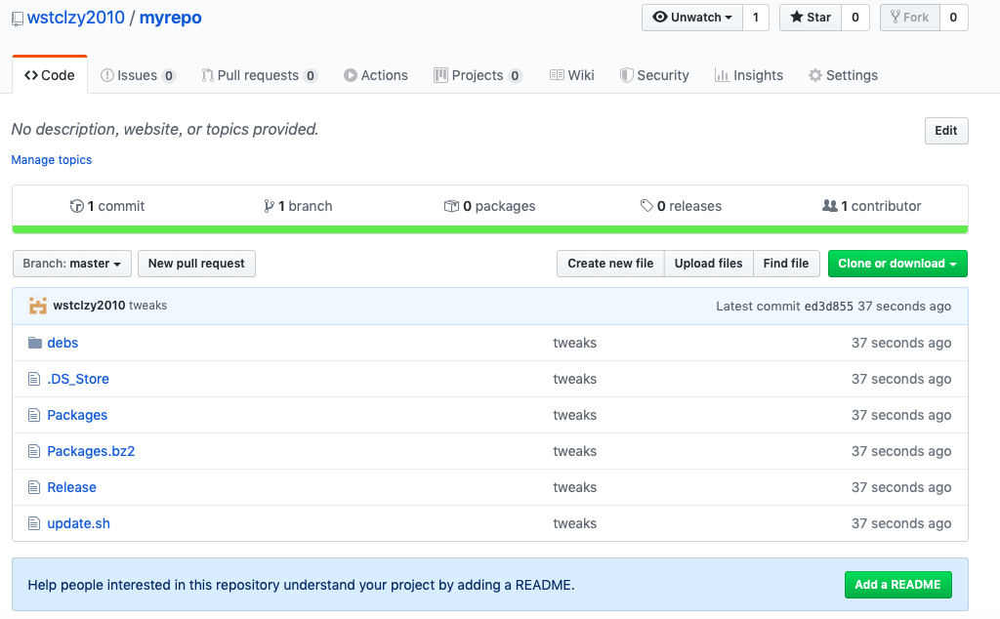 wstclzy2010 / myrepo
Unwatch 1 Star 0 Fork 0
Code Issues 0 Pull requests 0 Actions Projects 0 Wiki Security Insights Settings
No description, website, or topics provided. Edit
Manage topics
1 commit 1 branch 0 packages 0 releases 1 contributor
Branch: master New pull request Create new file Upload files Find file Clone or download
wstclzy2010 tweaks Latest commit ed3d855 37 seconds ago
debs tweaks 37 seconds ago
.DS_Store tweaks 37 seconds ago
Packages tweaks 37 seconds ago
Packages.bz2 tweaks 37 seconds ago
Release tweaks 37 seconds ago
update.sh tweaks 37 seconds ago
Help people interested in this repository understand your project by adding a README. Add a README